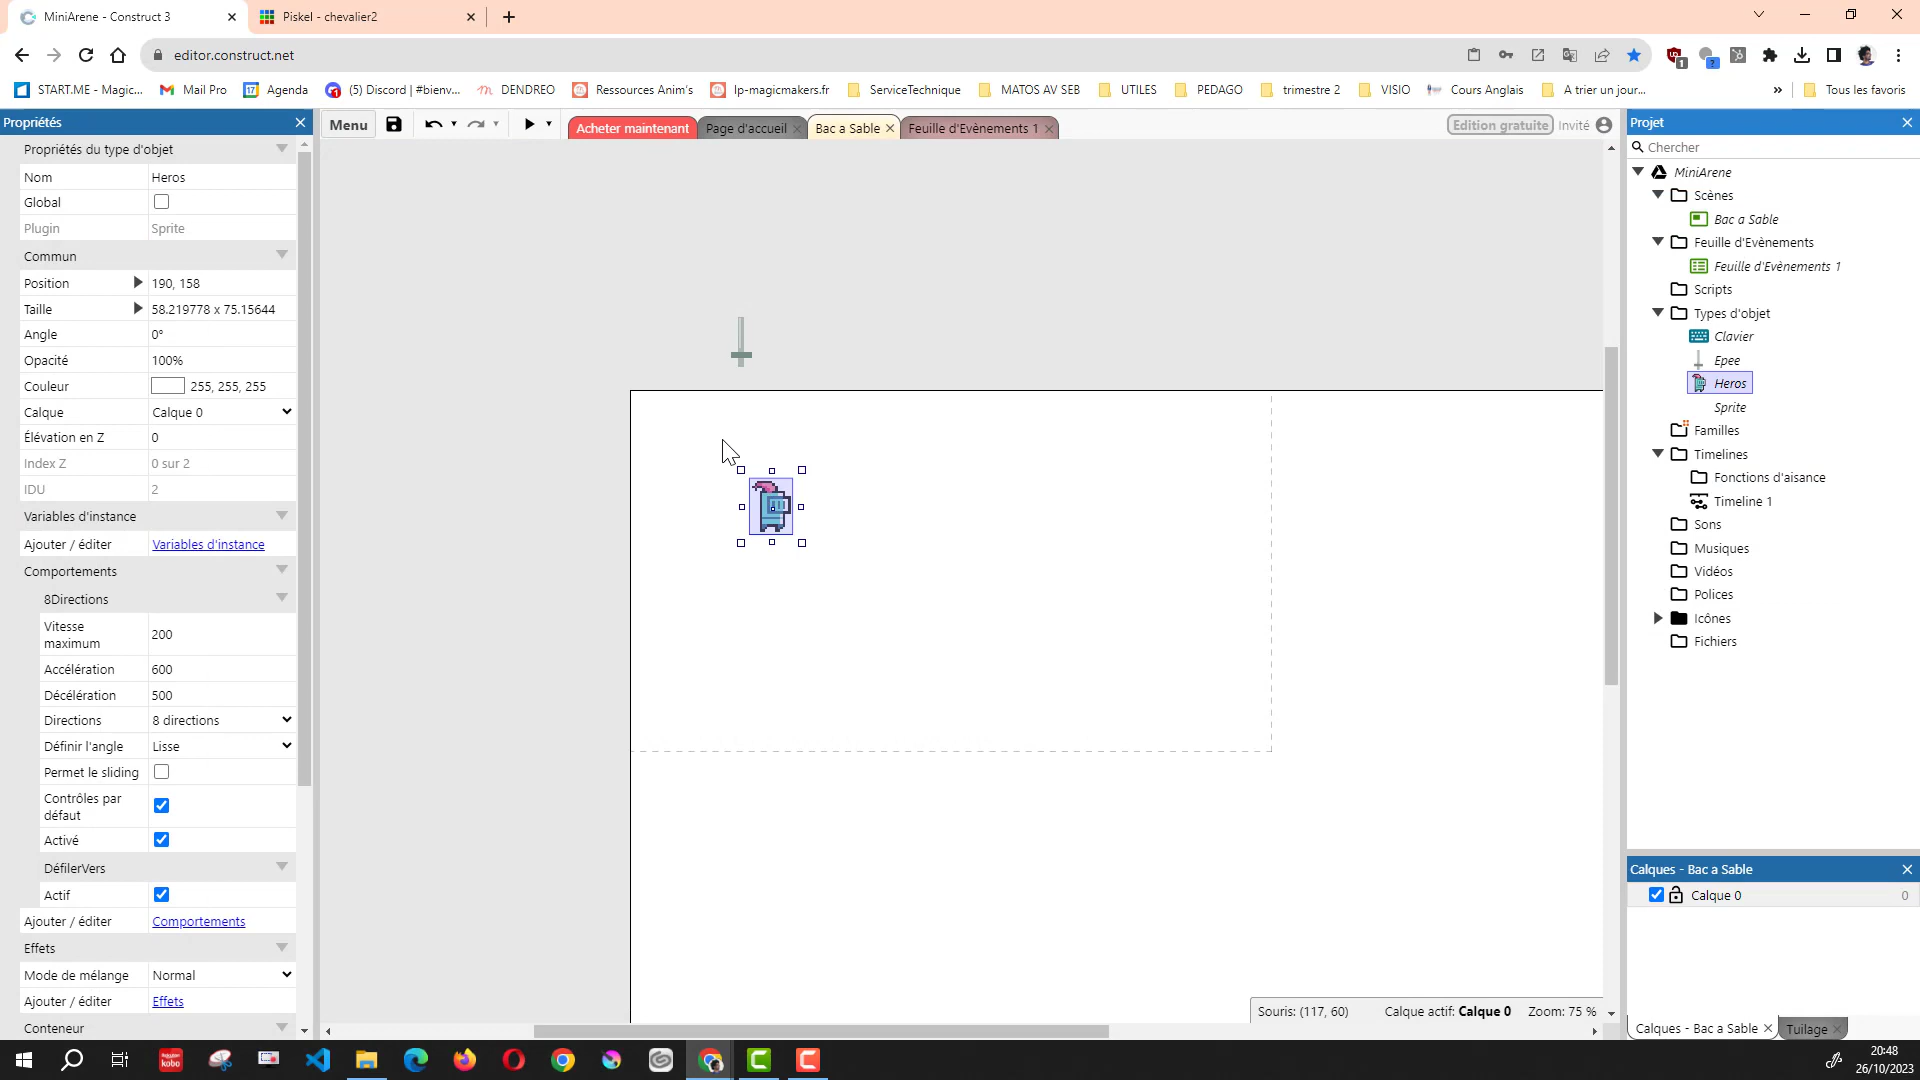 MiniArene - Construct 3
Piskel - chevalier2
editor.construct.net
START.ME - Magic...
Mail Pro
Agenda
(5) Discord | #bienv...
DENDREO
Ressources Anim's
lp-magicmakers.fr
ServiceTechnique
MATOS AV SEB
UTILES
PEDAGO
trimestre 2
VISIO
Cours Anglais
A trier un jour...
Tous les favoris
Propriétés
Menu
Acheter maintenant
Page d'accueil
Bac a Sable
Feuille d'Evènements 1
Edition gratuite
Invité
Propriétés du type d'objet
Nom Heros
Global
Plugin Sprite
Commun
Position 190, 158
Taille 58.219778 x 75.15644
Angle 0°
Opacité 100%
Couleur 255, 255, 255
Calque Calque 0
Élévation en Z 0
Index Z 0 sur 2
IDU 2
Variables d'instance
Ajouter / éditer Variables d'instance
Comportements
8Directions
Vitesse
maximum 200
Accélération 600
Décélération 500
Directions 8 directions
Définir l'angle Lisse
Permet le sliding
Contrôles par
défaut
Activé
DéfilerVers
Actif
Ajouter / éditer Comportements
Effets
Mode de mélange Normal
Ajouter / éditer Effets
Conteneur
Souris: (117, 60)
Calque actif: Calque 0
Zoom: 75 %
Projet
Chercher
MiniArene
Scènes
Bac a Sable
Feuille d'Evènements
Feuille d'Evènements 1
Scripts
Types d'objet
Clavier
Epee
Heros
Sprite
Familles
Timelines
Fonctions d'aisance
Timeline 1
Sons
Musiques
Vidéos
Polices
Icônes
Fichiers
Calques - Bac a Sable
Calque 0 0
Calques - Bac a Sable
Tuilage
20:48
26/10/2023